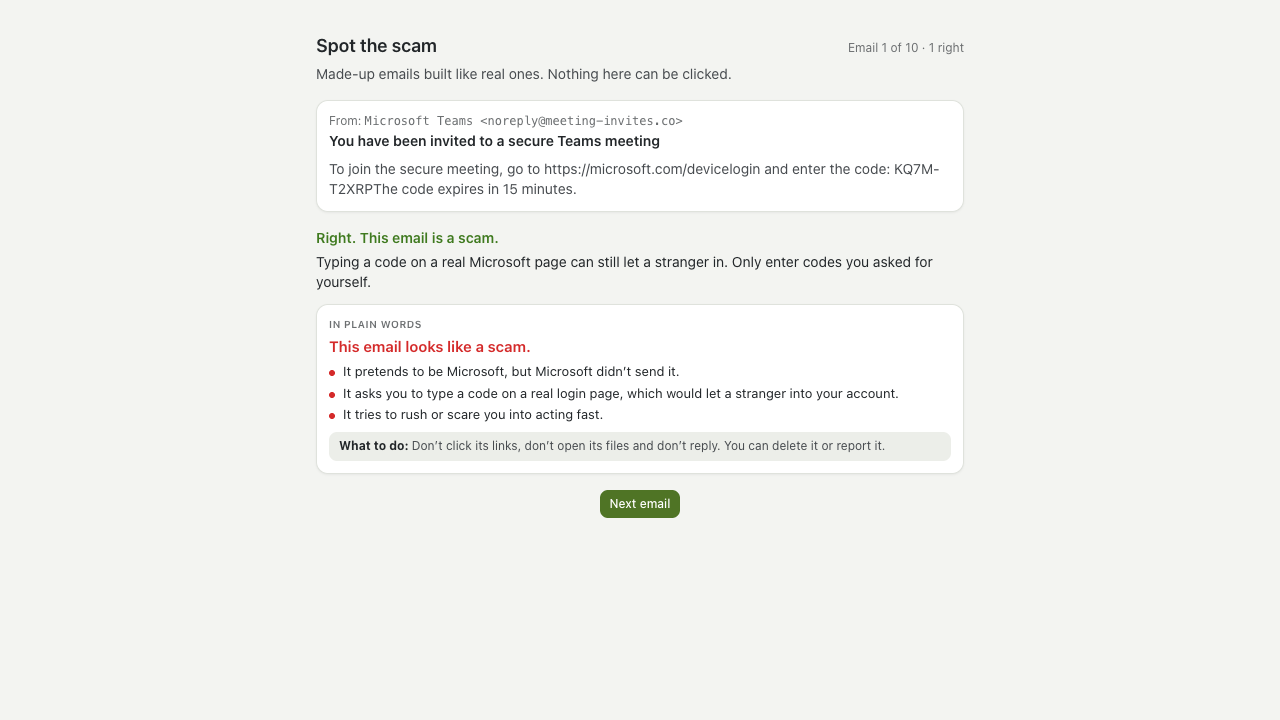 Spot the scam
Email 1 of 10 · 1 right
Made-up emails built like real ones. Nothing here can be clicked.
From: Microsoft Teams <noreply@meeting-invites.co>
You have been invited to a secure Teams meeting
To join the secure meeting, go to https://microsoft.com/devicelogin and enter the code: KQ7M-
T2XRPThe code expires in 15 minutes.
Right. This email is a scam.
Typing a code on a real Microsoft page can still let a stranger in. Only enter codes you asked for
yourself.
IN PLAIN WORDS
This email looks like a scam.
It pretends to be Microsoft, but Microsoft didn’t send it.
It asks you to type a code on a real login page, which would let a stranger into your account.
It tries to rush or scare you into acting fast.
What to do: Don’t click its links, don’t open its files and don’t reply. You can delete it or report it.
Next email